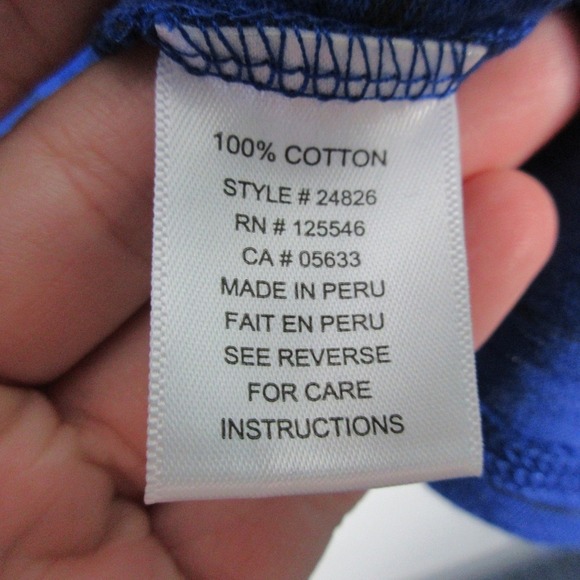 100% COTTON
STYLE # 24826
RN # 125546
CA # 05633
MADE IN PERU
FAIT EN PERU
SEE REVERSE
FOR CARE
INSTRUCTIONS